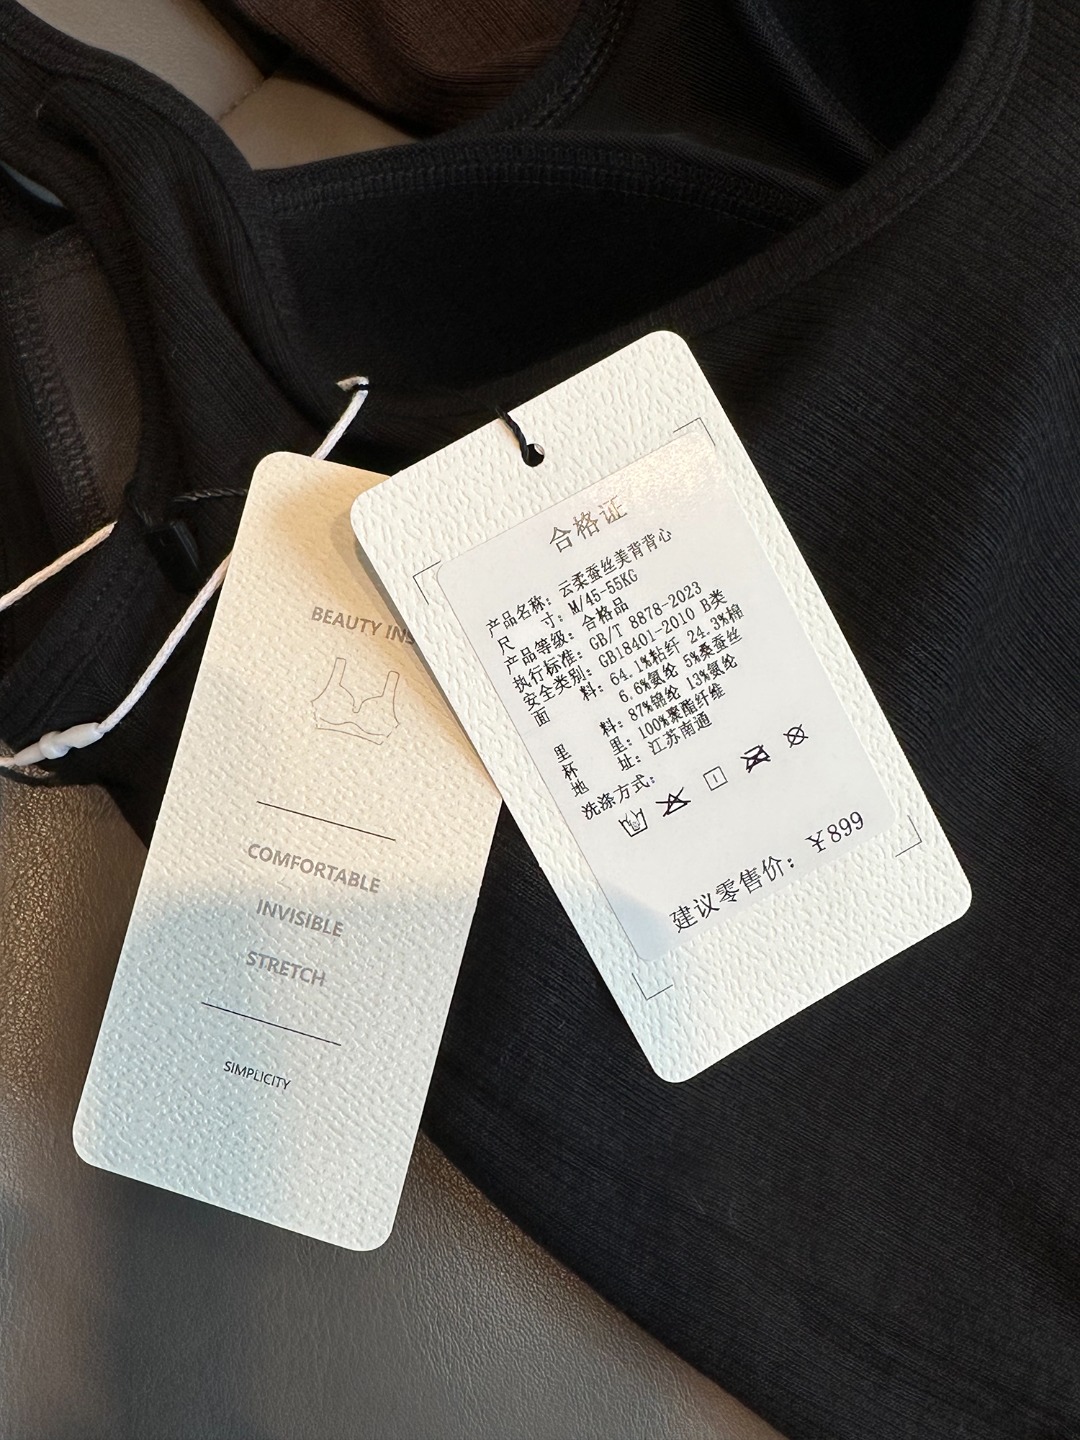 BEAUTY INS
COMFORTABLE
INVISIBLE
STRETCH
SIMPLICITY
合格证
产品名称：云柔蚕丝美背背心
尺 寸：M/45-55KG
产品等级：合格品
执行标准：GB/T 8878-2023
安全类别：GB18401-2010 B类
面 料：64.1%粘纤 24.3%棉
6.6%氨纶 5%桑蚕丝
里 料：87%锦纶 13%氨纶
杯 里：100%聚酯纤维
地 址：江苏南通
洗涤方式：
建议零售价：￥899